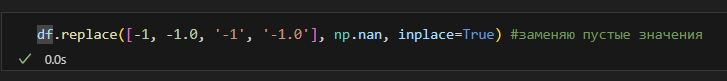 df.replace([-1, -1.0, '-1', '-1.0'], np.nan, inplace=True) #заменяю пустые значения
0.0s